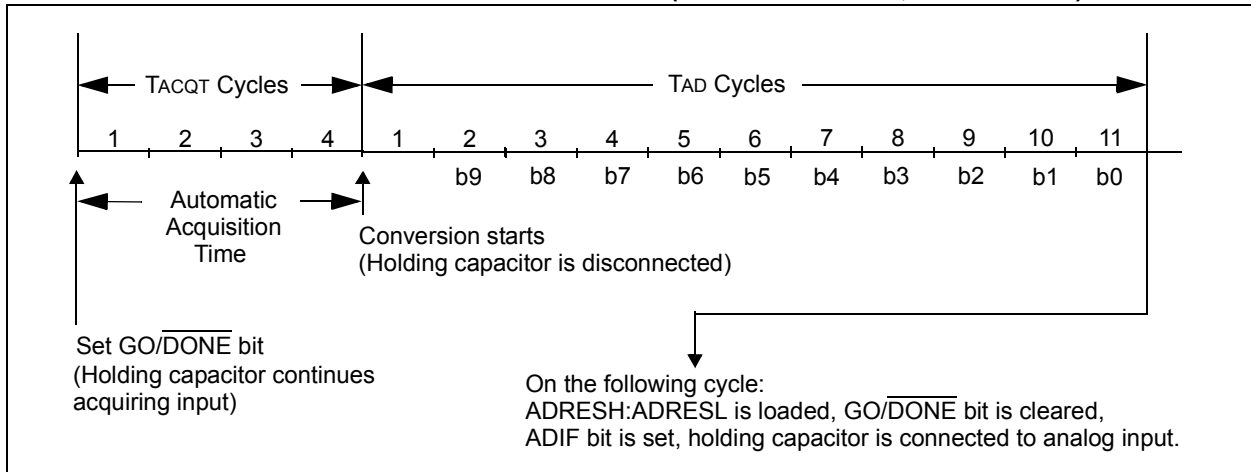 TACQT Cycles
TAD Cycles
1 2 3 4 1 2 3 4 5 6 7 8 9 10 11
b9 b8 b7 b6 b5 b4 b3 b2 b1 b0
Automatic
Acquisition
Time
Conversion starts
(Holding capacitor is disconnected)
Set GO/DONE bit
(Holding capacitor continues
acquiring input)
On the following cycle:
ADRESH:ADRESL is loaded, GO/DONE bit is cleared,
ADIF bit is set, holding capacitor is connected to analog input.